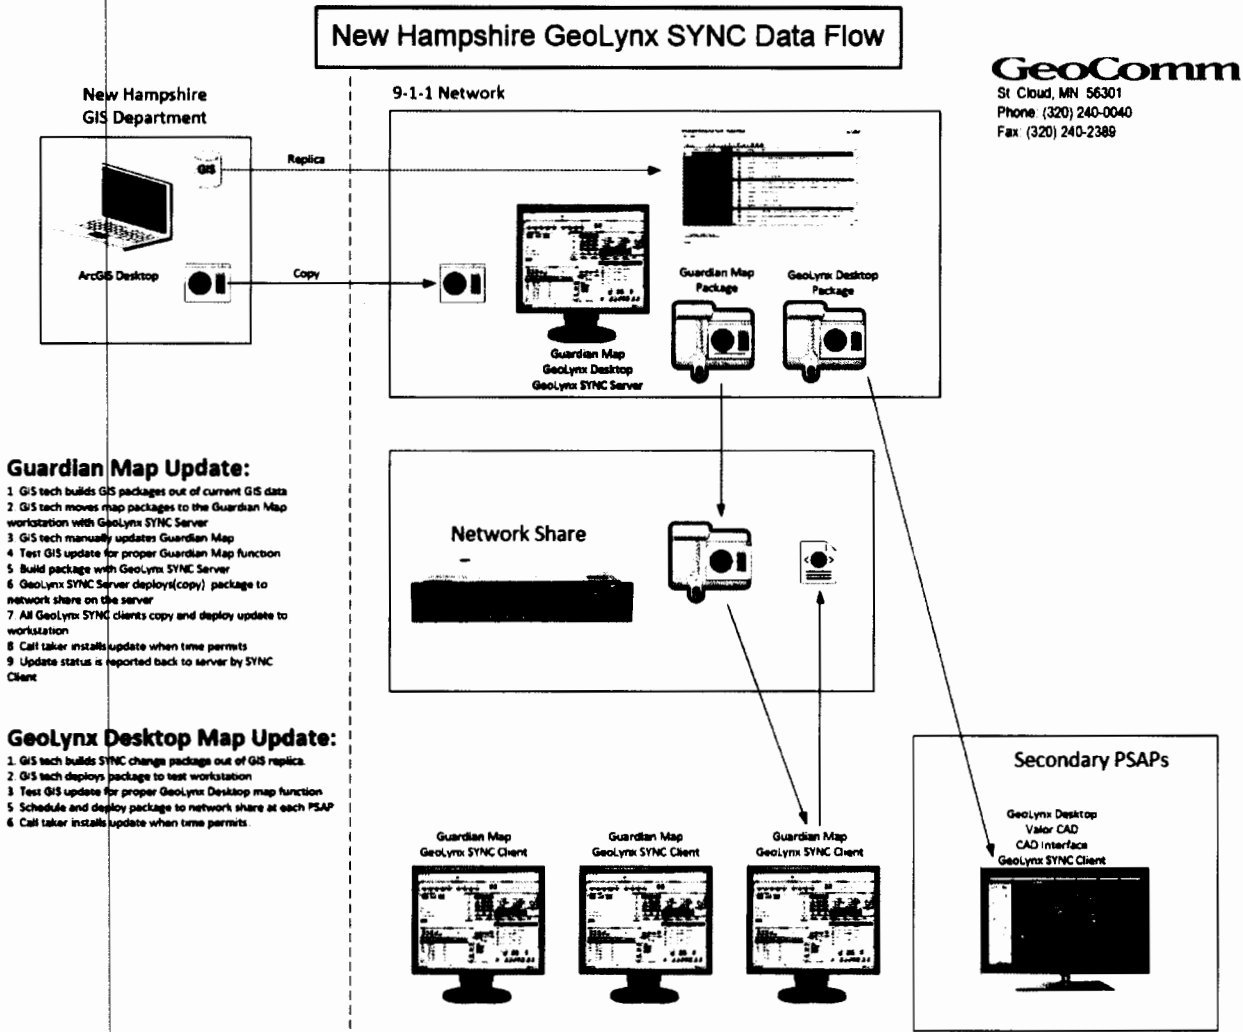 New Hampshire GeoLynx SYNC Data Flow
GeoComm
St Cloud, MN 56301
Phone: (320) 240-0040
Fax: (320) 240-2389
New Hampshire
GIS Department
9-1-1 Network
GIS
Replica
ArcGIS Desktop
Copy
Guardian Map
Package
GeoLynx Desktop
Package
Guardian Map
GeoLynx Desktop
GeoLynx SYNC Server
Guardian Map Update:
1 GIS tech builds GIS packages out of current GIS data
2 GIS tech moves map packages to the Guardian Map
workstation with GeoLynx SYNC Server
3 GIS tech manually updates Guardian Map
4 Test GIS update for proper Guardian Map function
5 Build package with GeoLynx SYNC Server
6 GeoLynx SYNC Server deploys(copy) package to
network share on the server
7. All GeoLynx SYNC clients copy and deploy update to
workstation
8 Call taker installs update when time permits
9 Update status is reported back to server by SYNC
Client
Network Share
GeoLynx Desktop Map Update:
1. GIS tech builds SYNC change package out of GIS replica.
2. GIS tech deploys package to test workstation
3 Test GIS update for proper GeoLynx Desktop map function
5 Schedule and deploy package to network share at each PSAP
6 Call taker installs update when time permits.
Secondary PSAPs
GeoLynx Desktop
Valor CAD
CAD Interface
GeoLynx SYNC Client
Guardian Map
GeoLynx SYNC Client
Guardian Map
GeoLynx SYNC Client
Guardian Map
GeoLynx SYNC Client